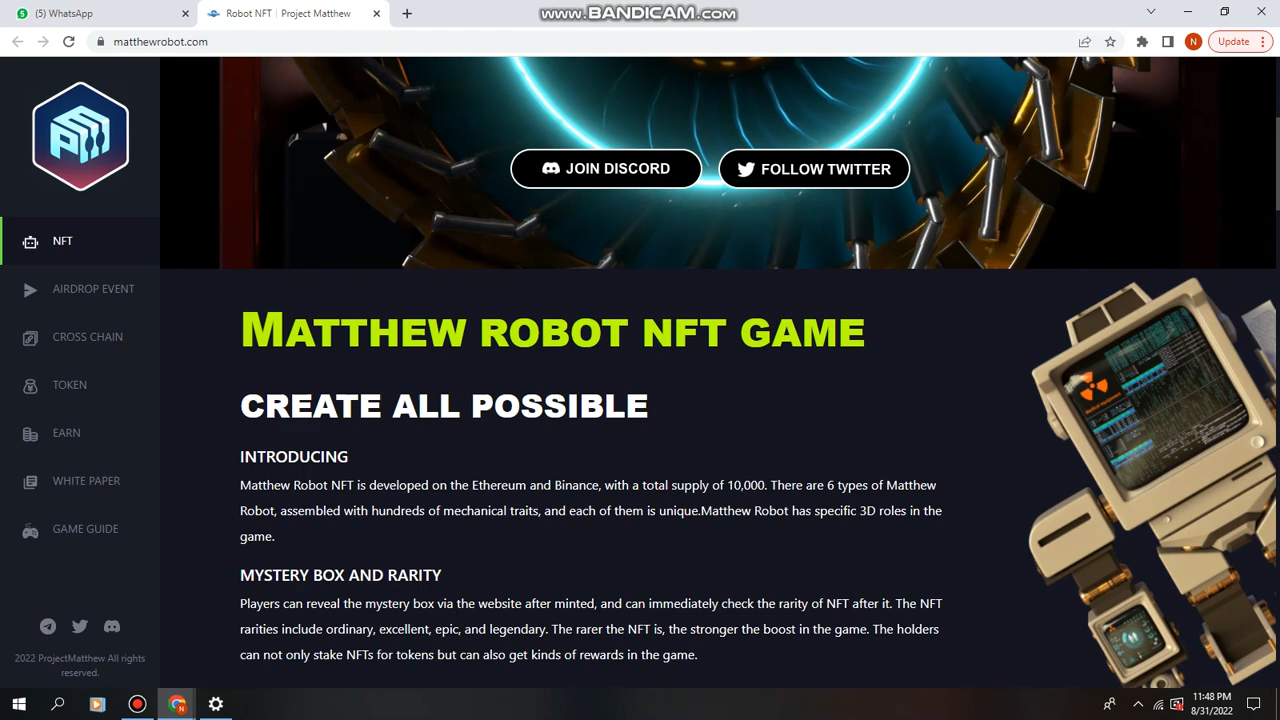 (5) WhatsApp
Robot NFT | Project Matthew
www.BANDICAM.com
matthewrobot.com
N
Update
JOIN DISCORD
FOLLOW TWITTER
NFT
AIRDROP EVENT
CROSS CHAIN
TOKEN
EARN
WHITE PAPER
GAME GUIDE
2022 ProjectMatthew All rights
reserved.
MATTHEW ROBOT NFT GAME
CREATE ALL POSSIBLE
INTRODUCING
Matthew Robot NFT is developed on the Ethereum and Binance, with a total supply of 10,000. There are 6 types of Matthew
Robot, assembled with hundreds of mechanical traits, and each of them is unique.Matthew Robot has specific 3D roles in the
game.
MYSTERY BOX AND RARITY
Players can reveal the mystery box via the website after minted, and can immediately check the rarity of NFT after it. The NFT
rarities include ordinary, excellent, epic, and legendary. The rarer the NFT is, the stronger the boost in the game. The holders
can not only stake NFTs for tokens but can also get kinds of rewards in the game.
11:48 PM
8/31/2022